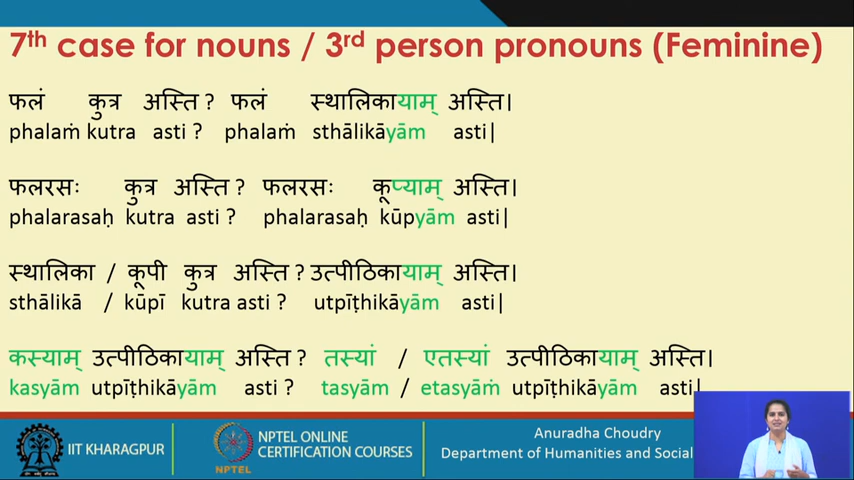 7th case for nouns / 3rd person pronouns (Feminine)
फलं कुत्र अस्ति ? फलं स्थालिकायाम् अस्ति।
phalaṁ kutra asti ? phalaṁ sthālikāyām asti|
फलरसः कुत्र अस्ति ? फलरसः कूप्याम् अस्ति।
phalarasaḥ kutra asti ? phalarasaḥ kūpyām asti|
स्थालिका / कूपी कुत्र अस्ति ? उत्पीठिकायाम् अस्ति।
sthālikā / kūpī kutra asti ? utpīṭhikāyām asti|
कस्याम् उत्पीठिकायाम् अस्ति ? तस्यां / एतस्यां उत्पीठिकायाम् अस्ति।
kasyām utpīṭhikāyām asti ? tasyām / etasyāṁ utpīṭhikāyām asti|
IIT KHARAGPUR
NPTEL
NPTEL ONLINE
CERTIFICATION COURSES
Anuradha Choudry
Department of Humanities and Social